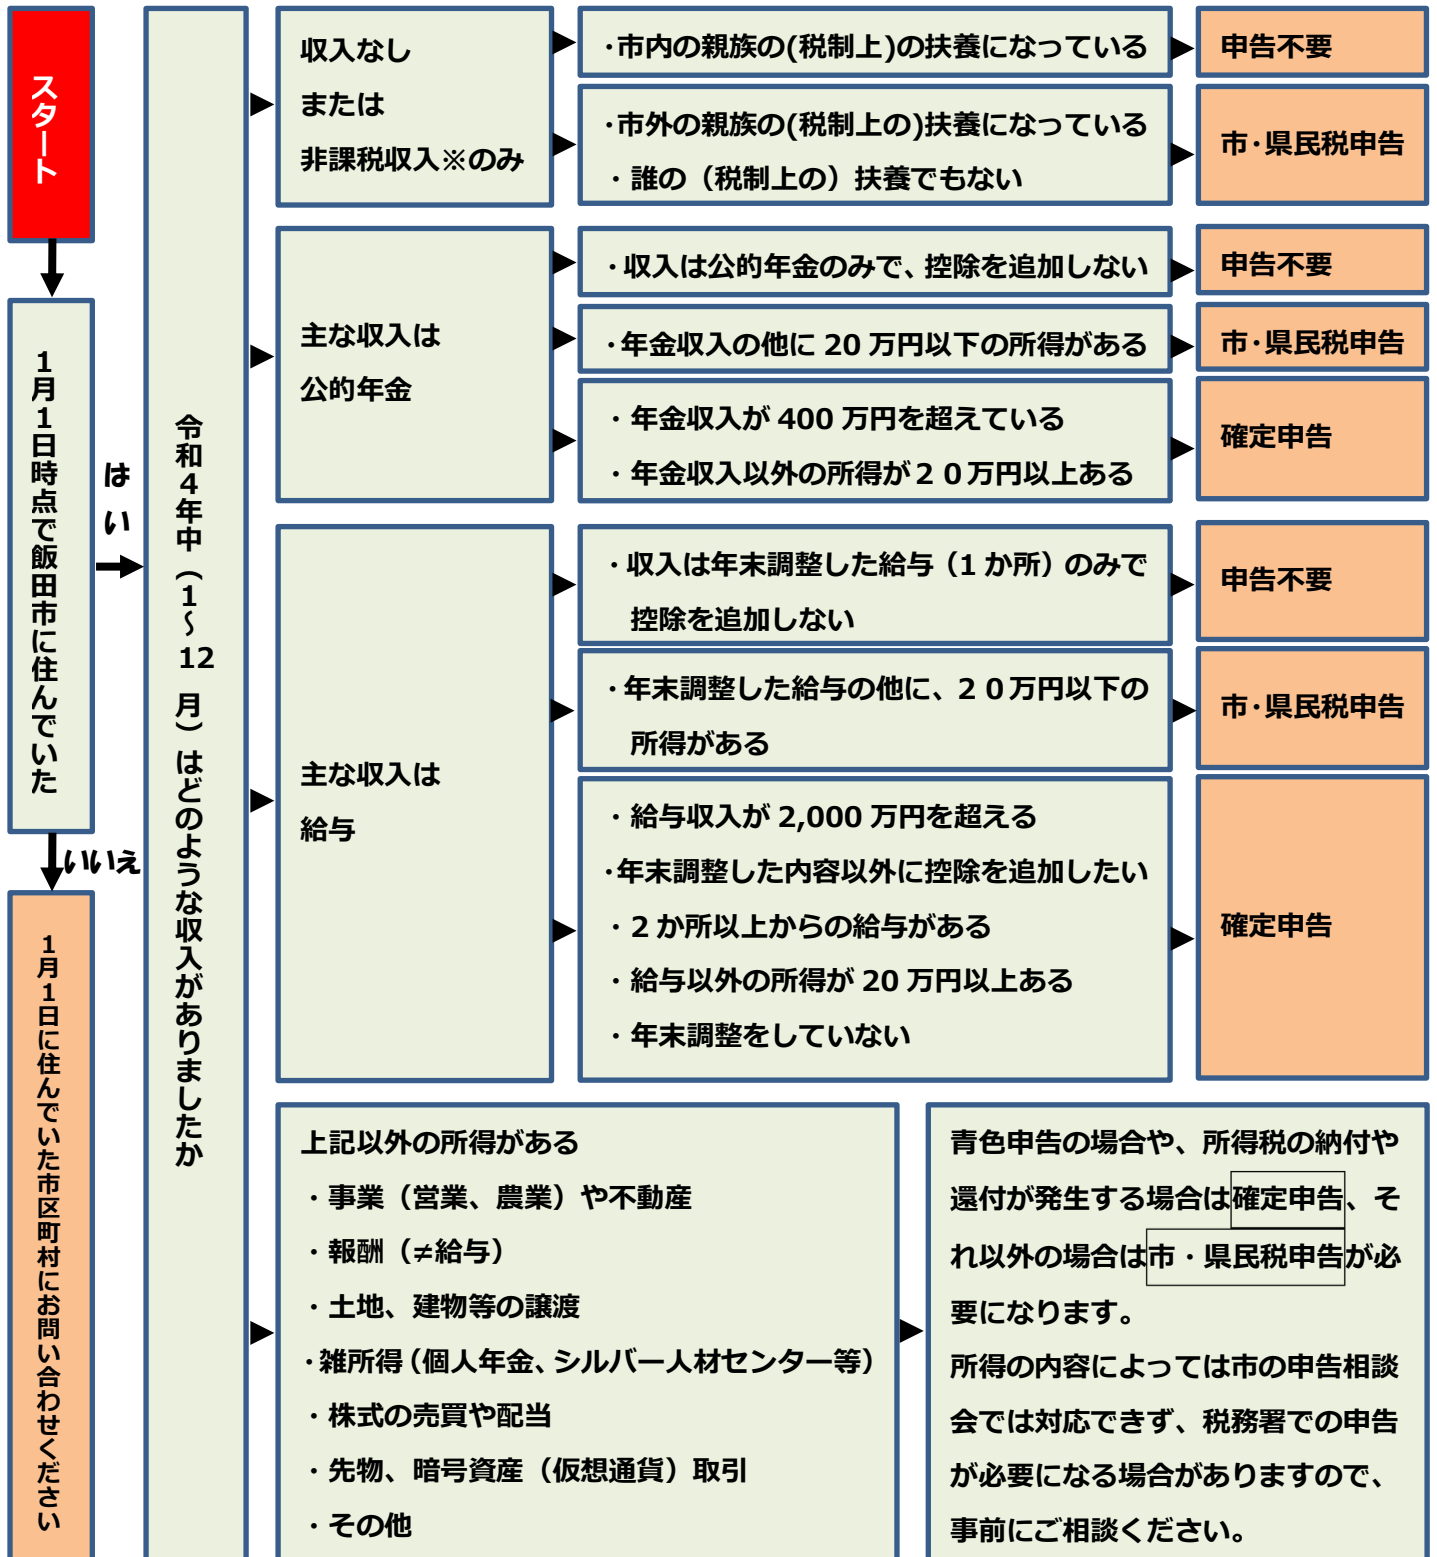 スタート
1月1日時点で飯田市に住んでいた
はい
いいえ
1月1日に住んでいた市区町村にお問い合わせください
令和4年中（1～12月）はどのような収入がありましたか
収入なし
または
非課税収入※のみ
・市内の親族の(税制上)の扶養になっている
申告不要
・市外の親族の(税制上の)扶養になっている
・誰の（税制上の）扶養でもない
市・県民税申告
主な収入は
公的年金
・収入は公的年金のみで、控除を追加しない
申告不要
・年金収入の他に 20 万円以下の所得がある
市・県民税申告
・年金収入が 400 万円を超えている
・年金収入以外の所得が２０万円以上ある
確定申告
主な収入は
給与
・収入は年末調整した給与（1 か所）のみで
控除を追加しない
申告不要
・年末調整した給与の他に、２０万円以下の
所得がある
市・県民税申告
・給与収入が 2,000 万円を超える
・年末調整した内容以外に控除を追加したい
・2 か所以上からの給与がある
・給与以外の所得が 20 万円以上ある
・年末調整をしていない
確定申告
上記以外の所得がある
・事業（営業、農業）や不動産
・報酬（≠給与）
・土地、建物等の譲渡
・雑所得（個人年金、シルバー人材センター等）
・株式の売買や配当
・先物、暗号資産（仮想通貨）取引
・その他
青色申告の場合や、所得税の納付や
還付が発生する場合は確定申告、そ
れ以外の場合は市・県民税申告が必
要になります。
所得の内容によっては市の申告相談
会では対応できず、税務署での申告
が必要になる場合がありますので、
事前にご相談ください。